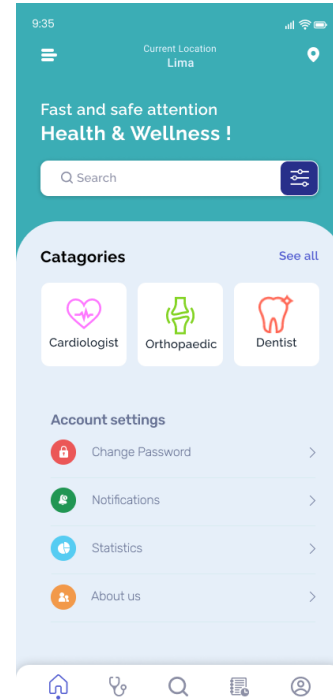 9:35
Current Location
Lima
Fast and safe attention
Health & Wellness !
Search
Catagories
See all
Cardiologist
Orthopaedic
Dentist
Account settings
Change Password
Notifications
Statistics
About us